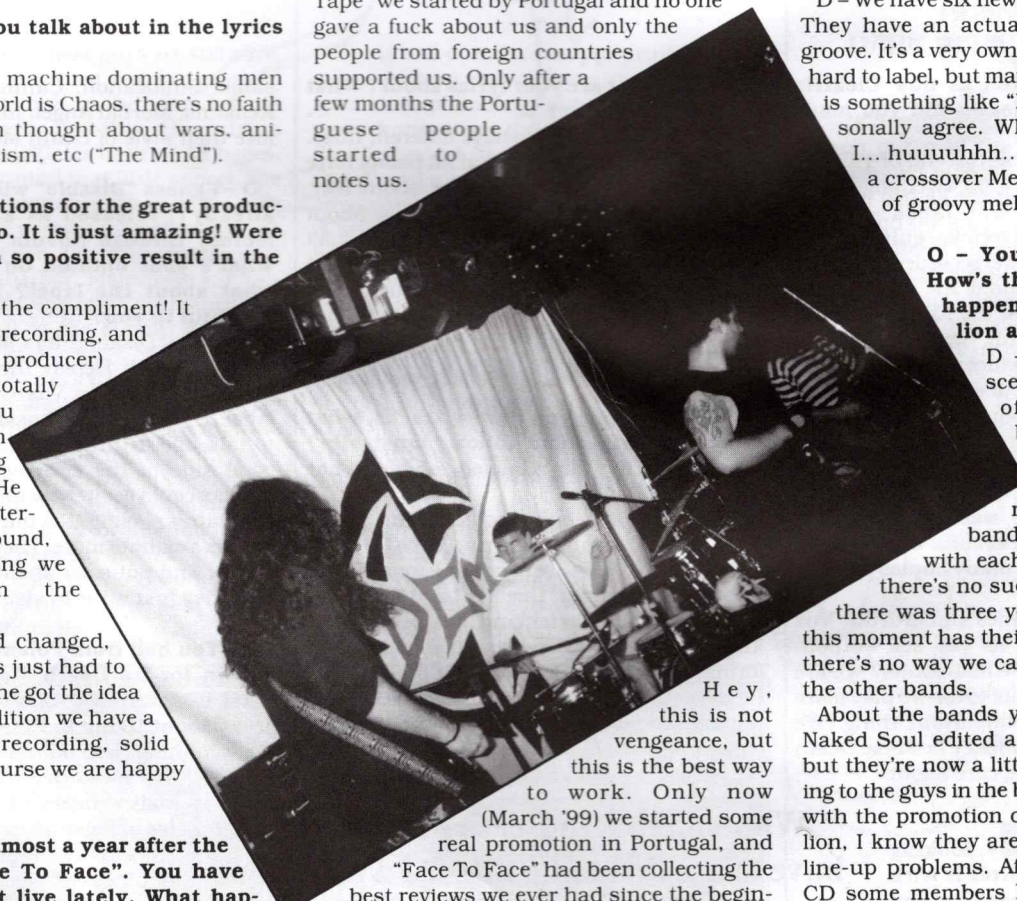 ou talk about in the lyrics
machine dominating men
orld is Chaos, there's no faith
n thought about wars, ani-
ism, etc ("The Mind").
tions for the great produc-
o. It is just amazing! Were
a so positive result in the
the compliment! It
recording, and
producer)
otally
u
n
g
He
ter-
ound,
ing we
n the
d changed,
s just had to
he got the idea
dition we have a
recording, solid
urse we are happy
lmost a year after the
e To Face". You have
t live lately. What hap-
Tape" we started by Portugal and no one
gave a fuck about us and only the
people from foreign countries
supported us. Only after a
few months the Portu-
guese people
started to
notes us.
Hey,
this is not
vengeance, but
this is the best way
to work. Only now
(March '99) we started some
real promotion in Portugal, and
"Face To Face" had been collecting the
best reviews we ever had since the begin-
D – We have six new
They have an actua
groove. It's a very own
hard to label, but mai
is something like "
sonally agree. Wh
I... huuuuhhh..
a crossover Me
of groovy mel
O – You
How's th
happen
lion a
D –
sce
of
n
band
with each
there's no suc
there was three y
this moment has thei
there's no way we ca
the other bands.
About the bands y
Naked Soul edited a
but they're now a litt
ing to the guys in the b
with the promotion o
lion, I know they are
line-up problems. Af
CD some members l